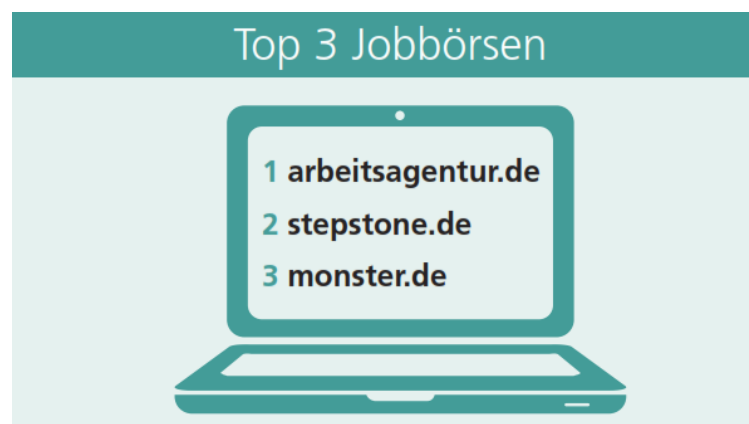 Top 3 Jobbörsen
1 arbeitsagentur.de
2 stepstone.de
3 monster.de